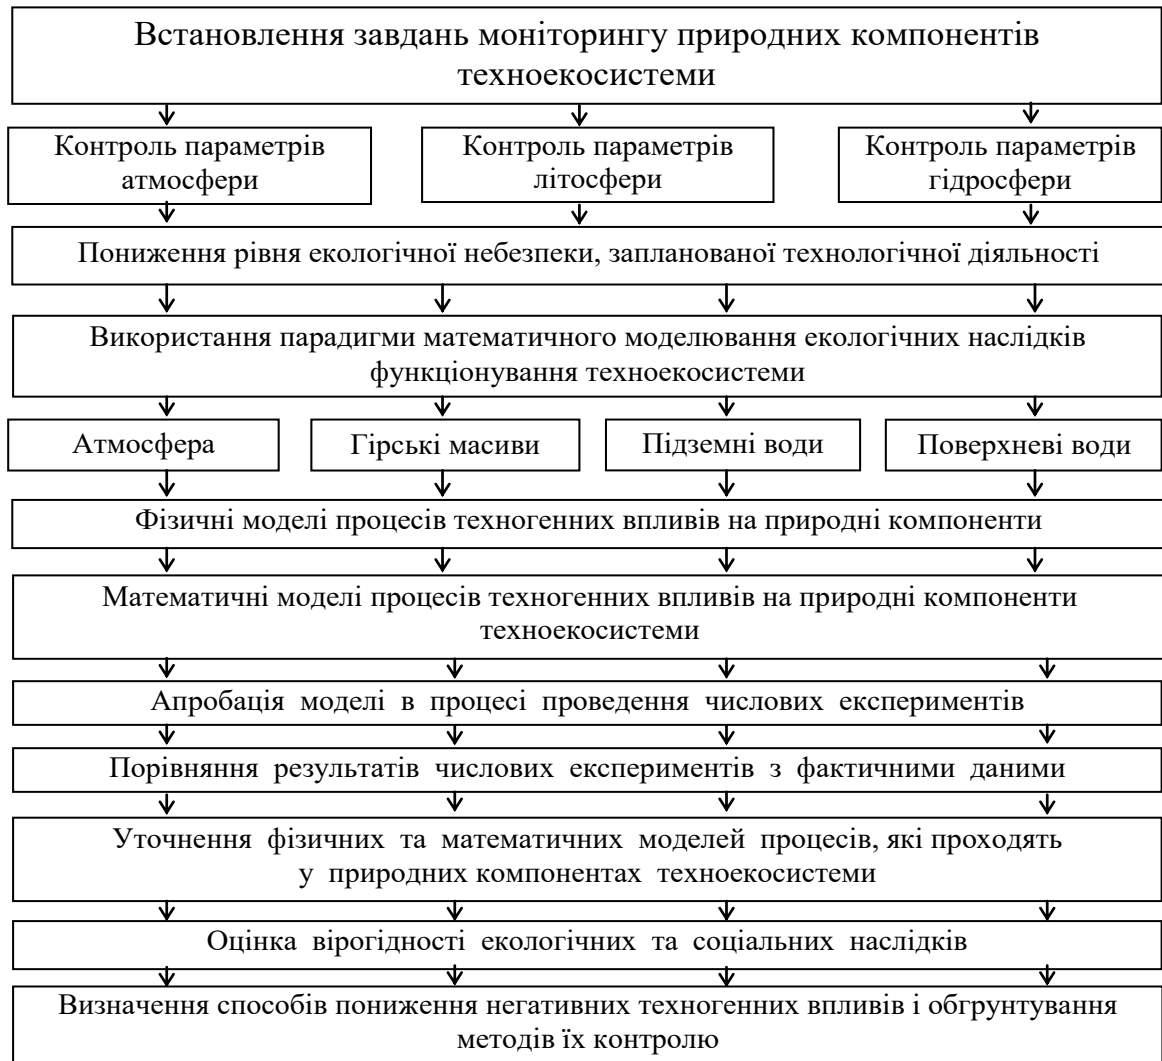 Встановлення завдань моніторингу природних компонентів
техноекосистеми
Контроль параметрів
атмосфери
Контроль параметрів
літосфери
Контроль параметрів
гідросфери
Пониження рівня екологічної небезпеки, запланованої технологічної діяльності
Використання парадигми математичного моделювання екологічних наслідків
функціонування техноекосистеми
Атмосфера
Гірські масиви
Підземні води
Поверхневі води
Фізичні моделі процесів техногенних впливів на природні компоненти
Математичні моделі процесів техногенних впливів на природні компоненти
техноекосистеми
Апробація моделі в процесі проведення числових експериментів
Порівняння результатів числових експериментів з фактичними даними
Уточнення фізичних та математичних моделей процесів, які проходять
у природних компонентах техноекосистеми
Оцінка вірогідності екологічних та соціальних наслідків
Визначення способів пониження негативних техногенних впливів і обгрунтування
методів їх контролю